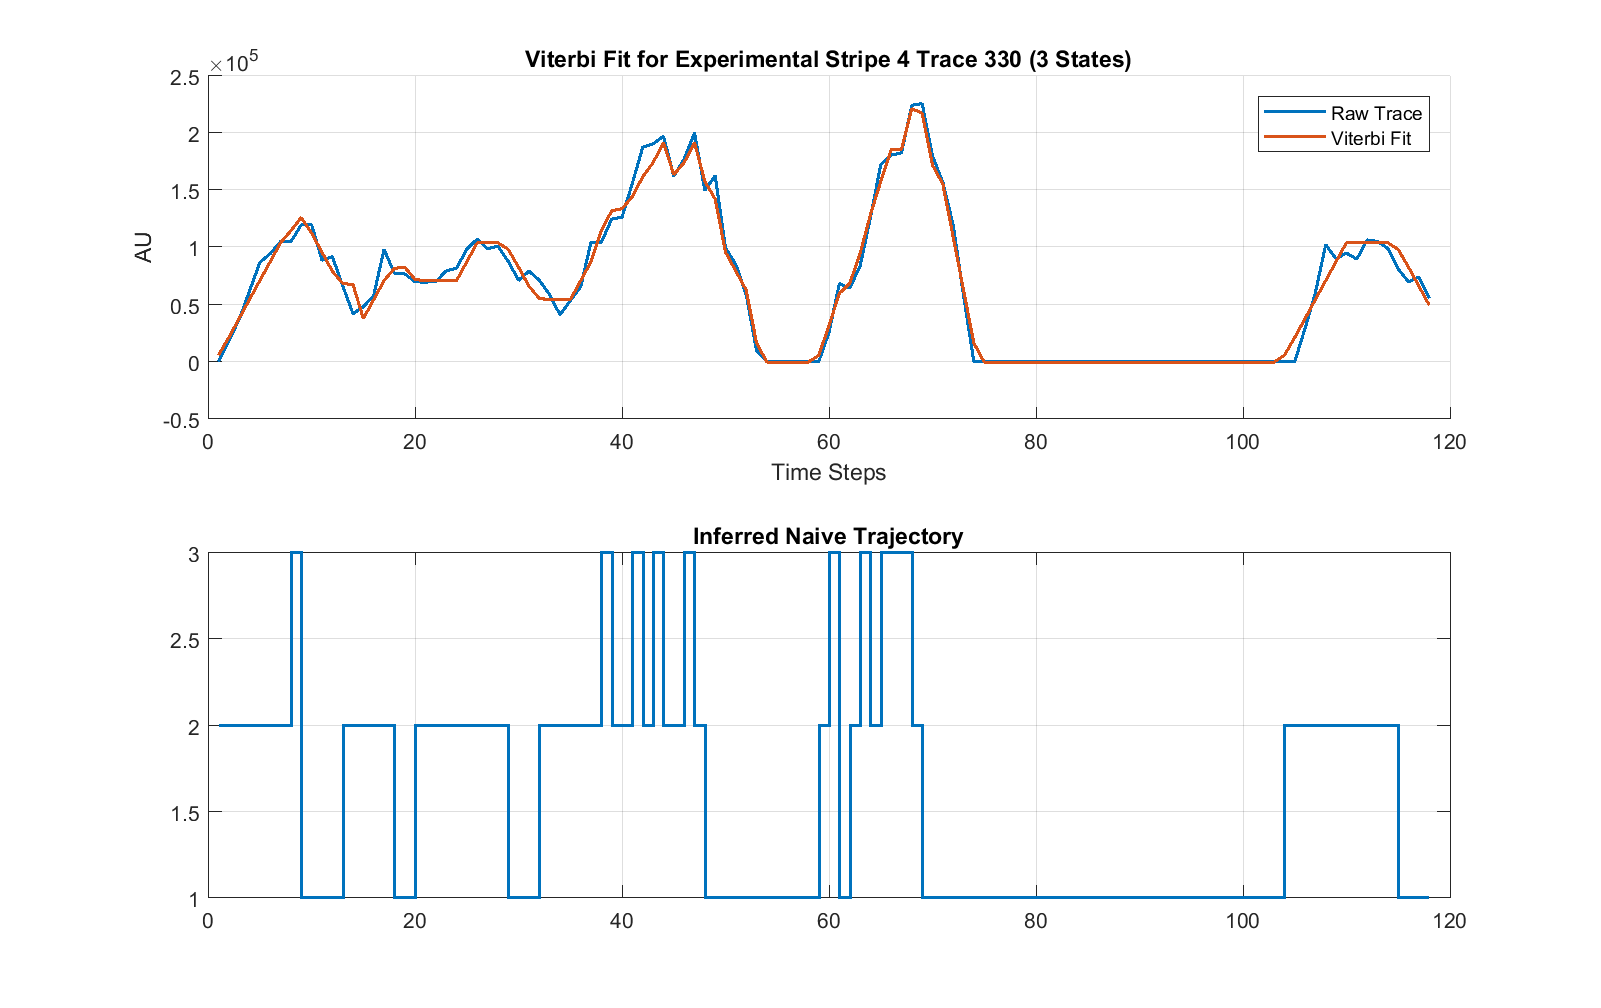 Viterbi Fit for Experimental Stripe 4 Trace 330 (3 States)
×10^5
2.5
2
1.5
1
0.5
0
-0.5
AU
Raw Trace
Viterbi Fit
0 20 40 60 80 100 120
Time Steps
Inferred Naive Trajectory
3
2.5
2
1.5
1
0 20 40 60 80 100 120